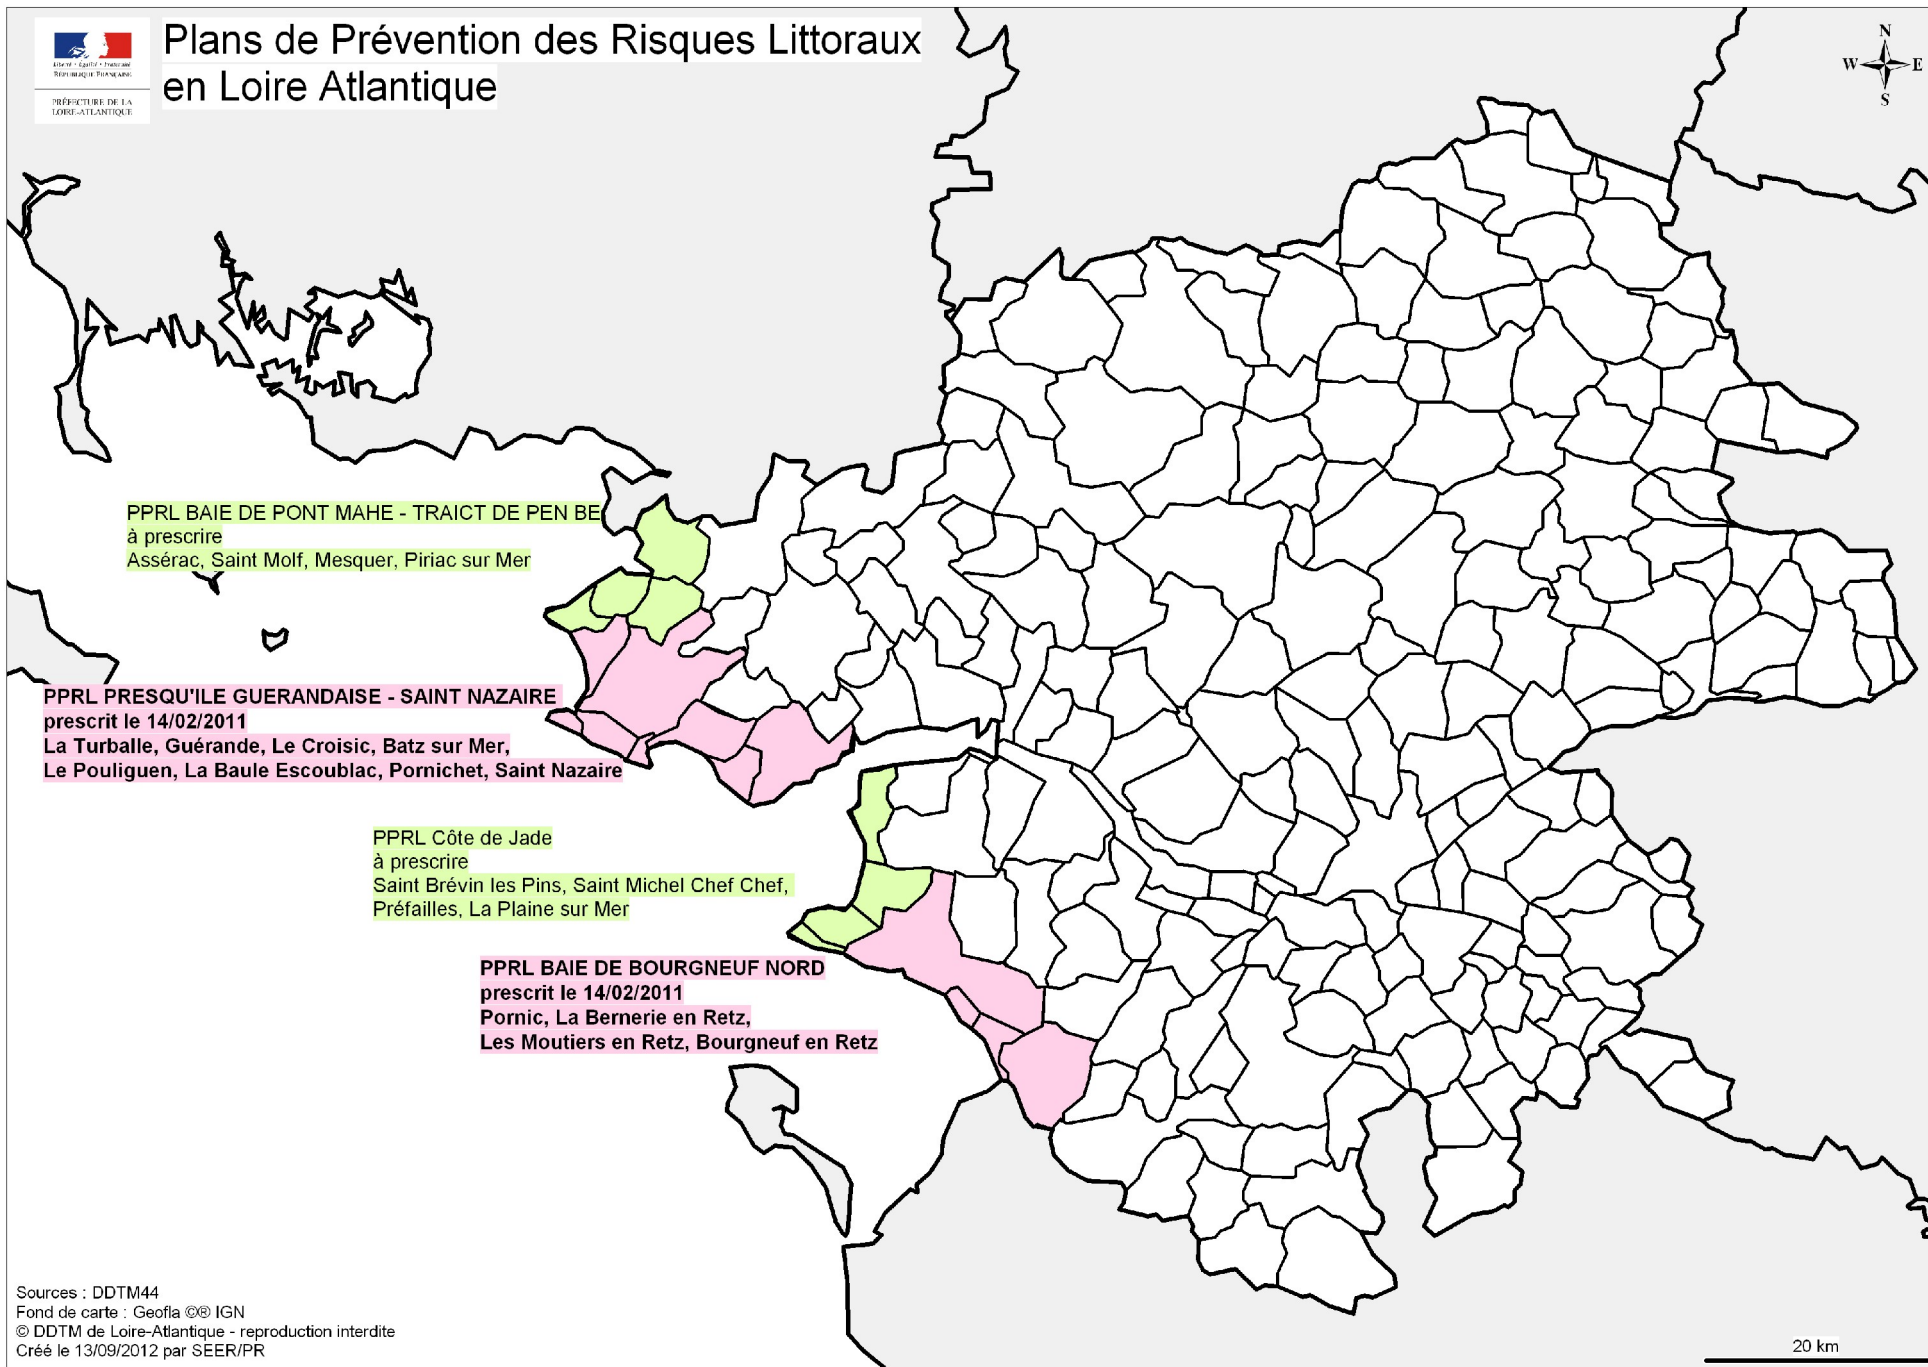 Liberté • Égalité • Fraternité
RÉPUBLIQUE FRANÇAISE
PRÉFECTURE DE LA
LOIRE-ATLANTIQUE
Plans de Prévention des Risques Littoraux
en Loire Atlantique
N
W E
S
PPRL BAIE DE PONT MAHE - TRAICT DE PEN BE
à prescrire
Assérac, Saint Molf, Mesquer, Piriac sur Mer
PPRL PRESQU'ILE GUERANDAISE - SAINT NAZAIRE
prescrit le 14/02/2011
La Turballe, Guérande, Le Croisic, Batz sur Mer,
Le Pouliguen, La Baule Escoublac, Pornichet, Saint Nazaire
PPRL Côte de Jade
à prescrire
Saint Brévin les Pins, Saint Michel Chef Chef,
Préfailles, La Plaine sur Mer
PPRL BAIE DE BOURGNEUF NORD
prescrit le 14/02/2011
Pornic, La Bernerie en Retz,
Les Moutiers en Retz, Bourgneuf en Retz
Sources : DDTM44
Fond de carte : Geofla ©® IGN
© DDTM de Loire-Atlantique - reproduction interdite
Créé le 13/09/2012 par SEER/PR
20 km